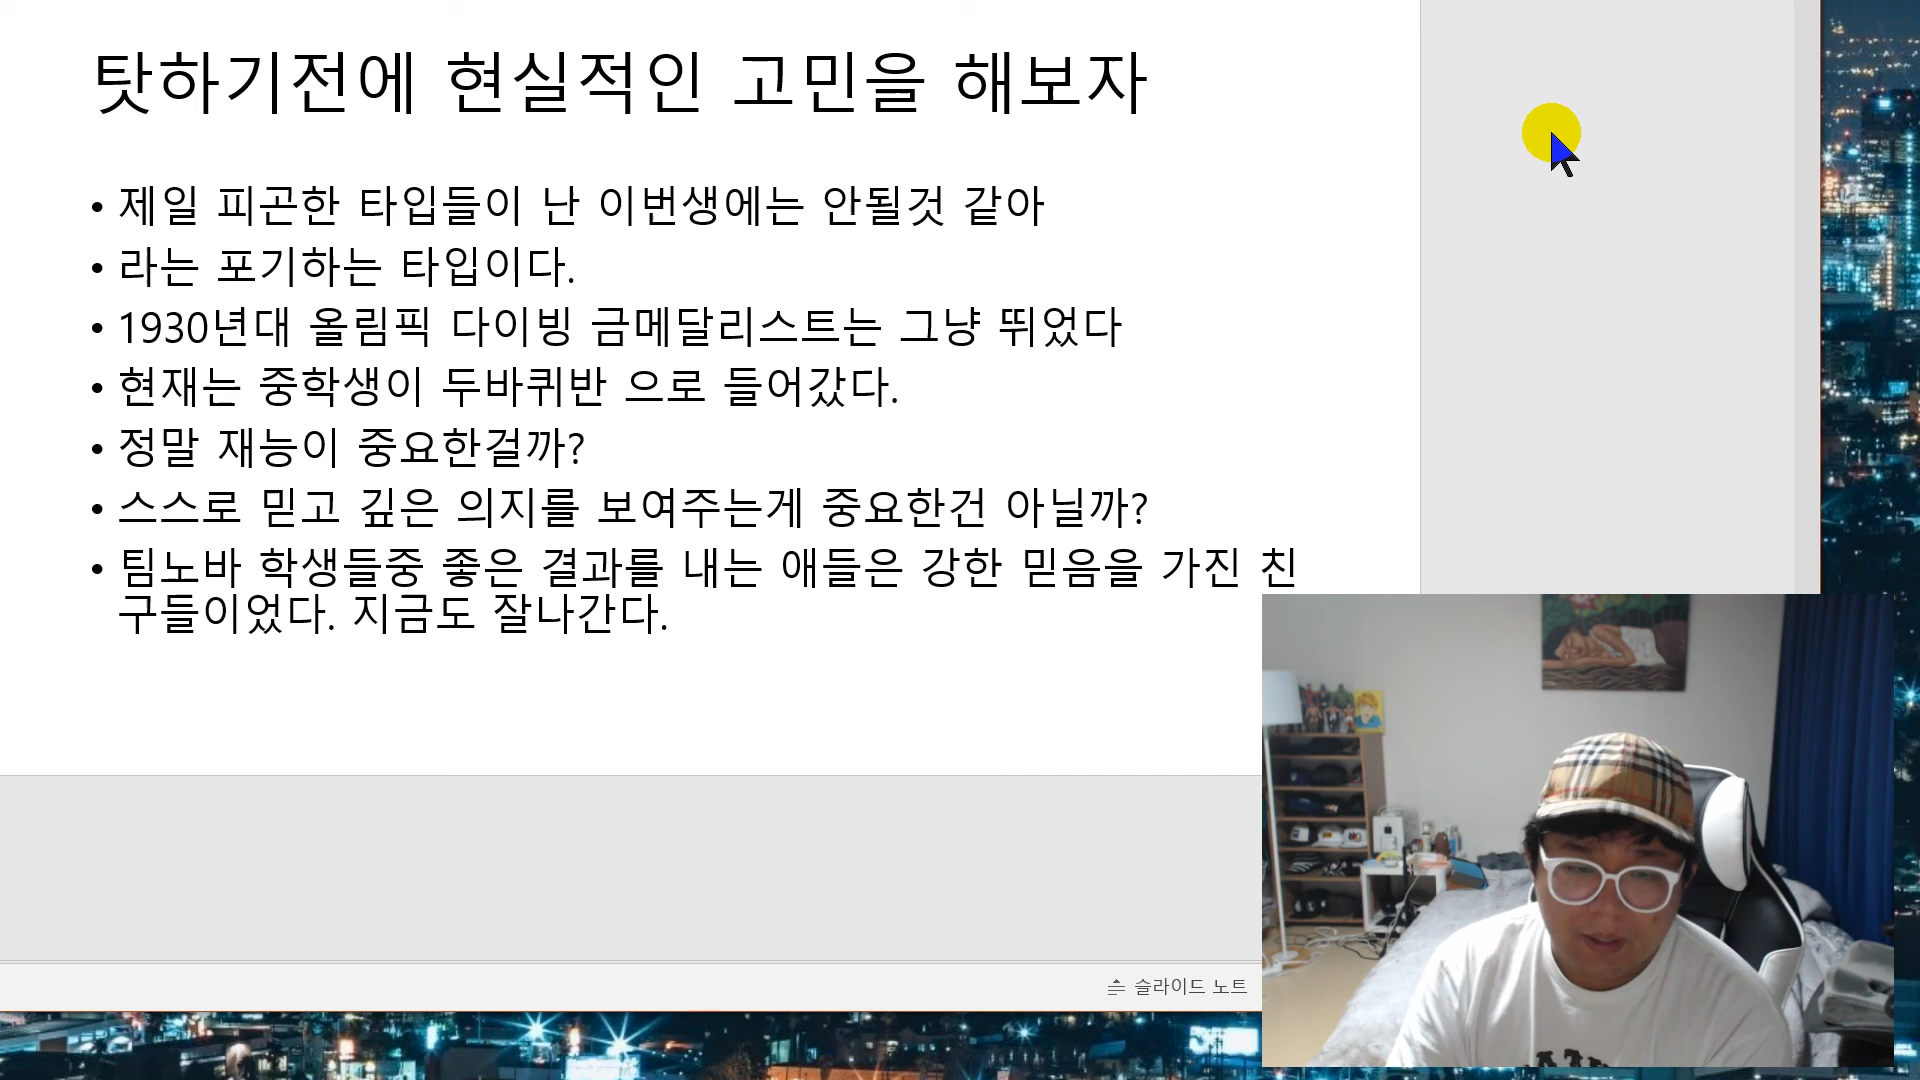 탓하기전에 현실적인 고민을 해보자
• 제일 피곤한 타입들이 난 이번생에는 안될것 같아
• 라는 포기하는 타입이다.
• 1930년대 올림픽 다이빙 금메달리스트는 그냥 뛰었다
• 현재는 중학생이 두바퀴반 으로 들어갔다.
• 정말 재능이 중요한걸까?
• 스스로 믿고 깊은 의지를 보여주는게 중요한건 아닐까?
• 팀노바 학생들중 좋은 결과를 내는 애들은 강한 믿음을 가진 친
구들이었다. 지금도 잘나간다.
슬라이드 노트